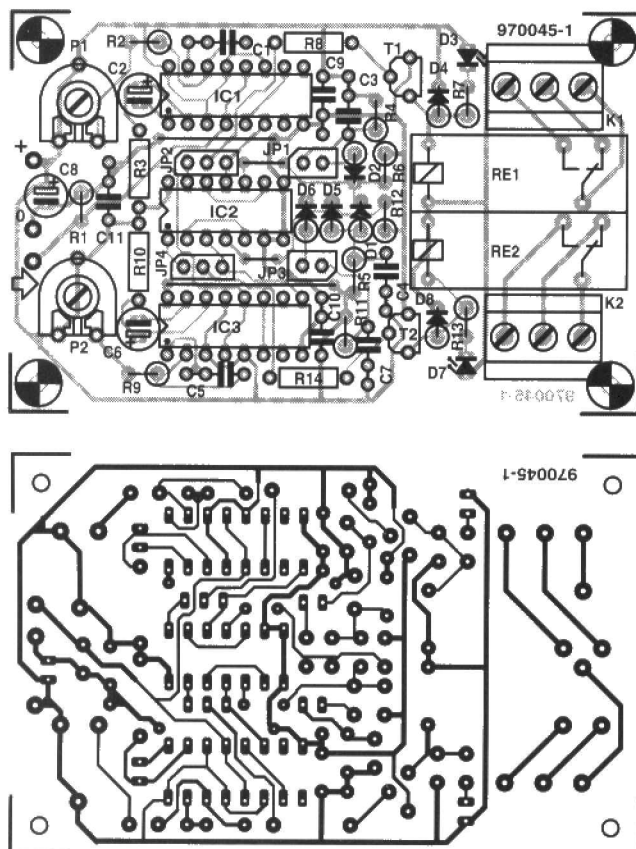 970045-1
P1
R2
C2
C1
R8
C9
C3
T1
D3
D4
R7
K1
IC1
R4
+
C8
0
R1
C11
R3
JP2
JP1
D2
R6
D6
D5
R12
RE1
IC2
R10
JP4
JP3
D1
R5
RE2
C4
D8
R13
K2
P2
C6
IC3
C10
R11
T2
R9
C5
R14
C7
D7
970045-1
970045-1